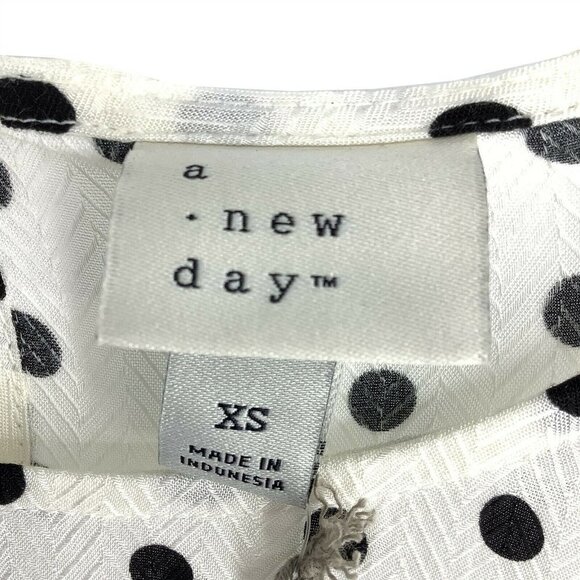 a
· new
day™
XS
MADE IN
INDONESIA